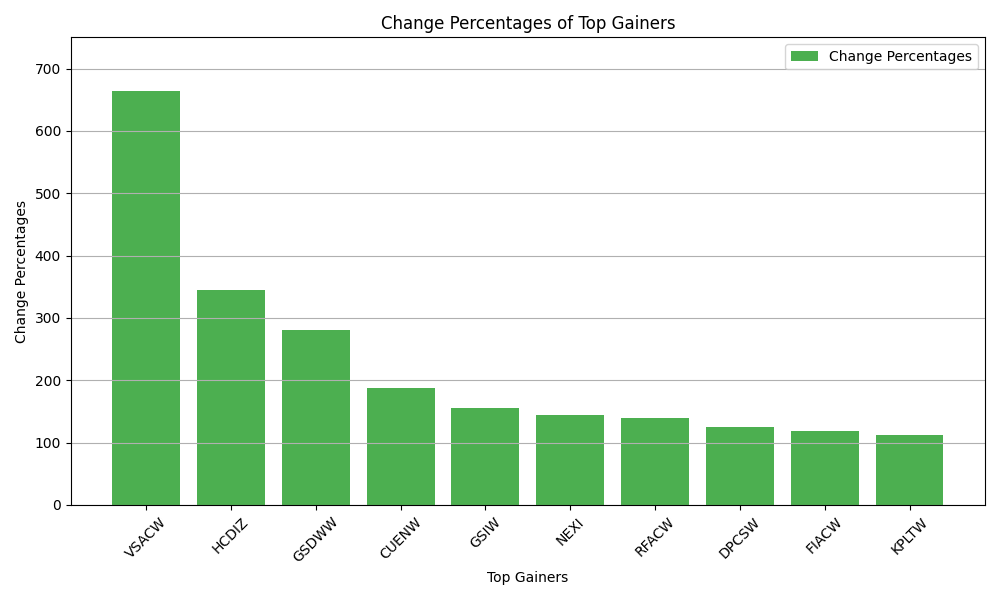 Change Percentages of Top Gainers
Change Percentages
700
600
500
400
300
200
100
0
Change Percentages
VSACW
HCDIZ
GSDWW
CUENW
GSIW
NEXI
RFACW
DPCSW
FIACW
KPLTW
Top Gainers